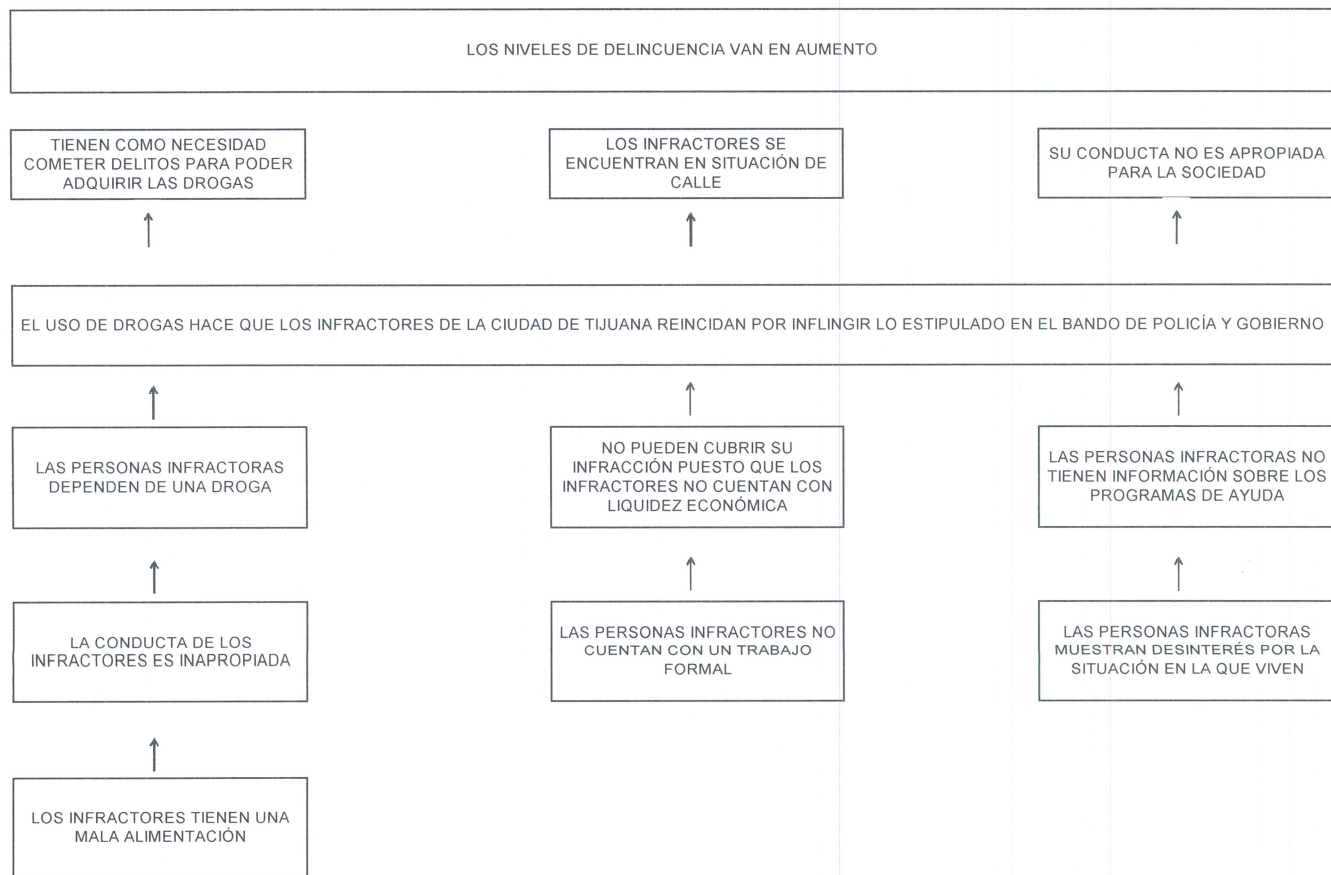 LOS NIVELES DE DELINCUENCIA VAN EN AUMENTO
TIENEN COMO NECESIDAD
COMETER DELITOS PARA PODER
ADQUIRIR LAS DROGAS
LOS INFRACTORES SE
ENCUENTRAN EN SITUACIÓN DE
CALLE
SU CONDUCTA NO ES APROPIADA
PARA LA SOCIEDAD
EL USO DE DROGAS HACE QUE LOS INFRACTORES DE LA CIUDAD DE TIJUANA REINCIDAN POR INFLINGIR LO ESTIPULADO EN EL BANDO DE POLICÍA Y GOBIERNO
LAS PERSONAS INFRACTORAS
DEPENDEN DE UNA DROGA
NO PUEDEN CUBRIR SU
INFRACCIÓN PUESTO QUE LOS
INFRACTORES NO CUENTAN CON
LIQUIDEZ ECONÓMICA
LAS PERSONAS INFRACTORAS NO
TIENEN INFORMACIÓN SOBRE LOS
PROGRAMAS DE AYUDA
LA CONDUCTA DE LOS
INFRACTORES ES INAPROPIADA
LAS PERSONAS INFRACTORES NO
CUENTAN CON UN TRABAJO
FORMAL
LAS PERSONAS INFRACTORAS
MUESTRAN DESINTERÉS POR LA
SITUACIÓN EN LA QUE VIVEN
LOS INFRACTORES TIENEN UNA
MALA ALIMENTACIÓN